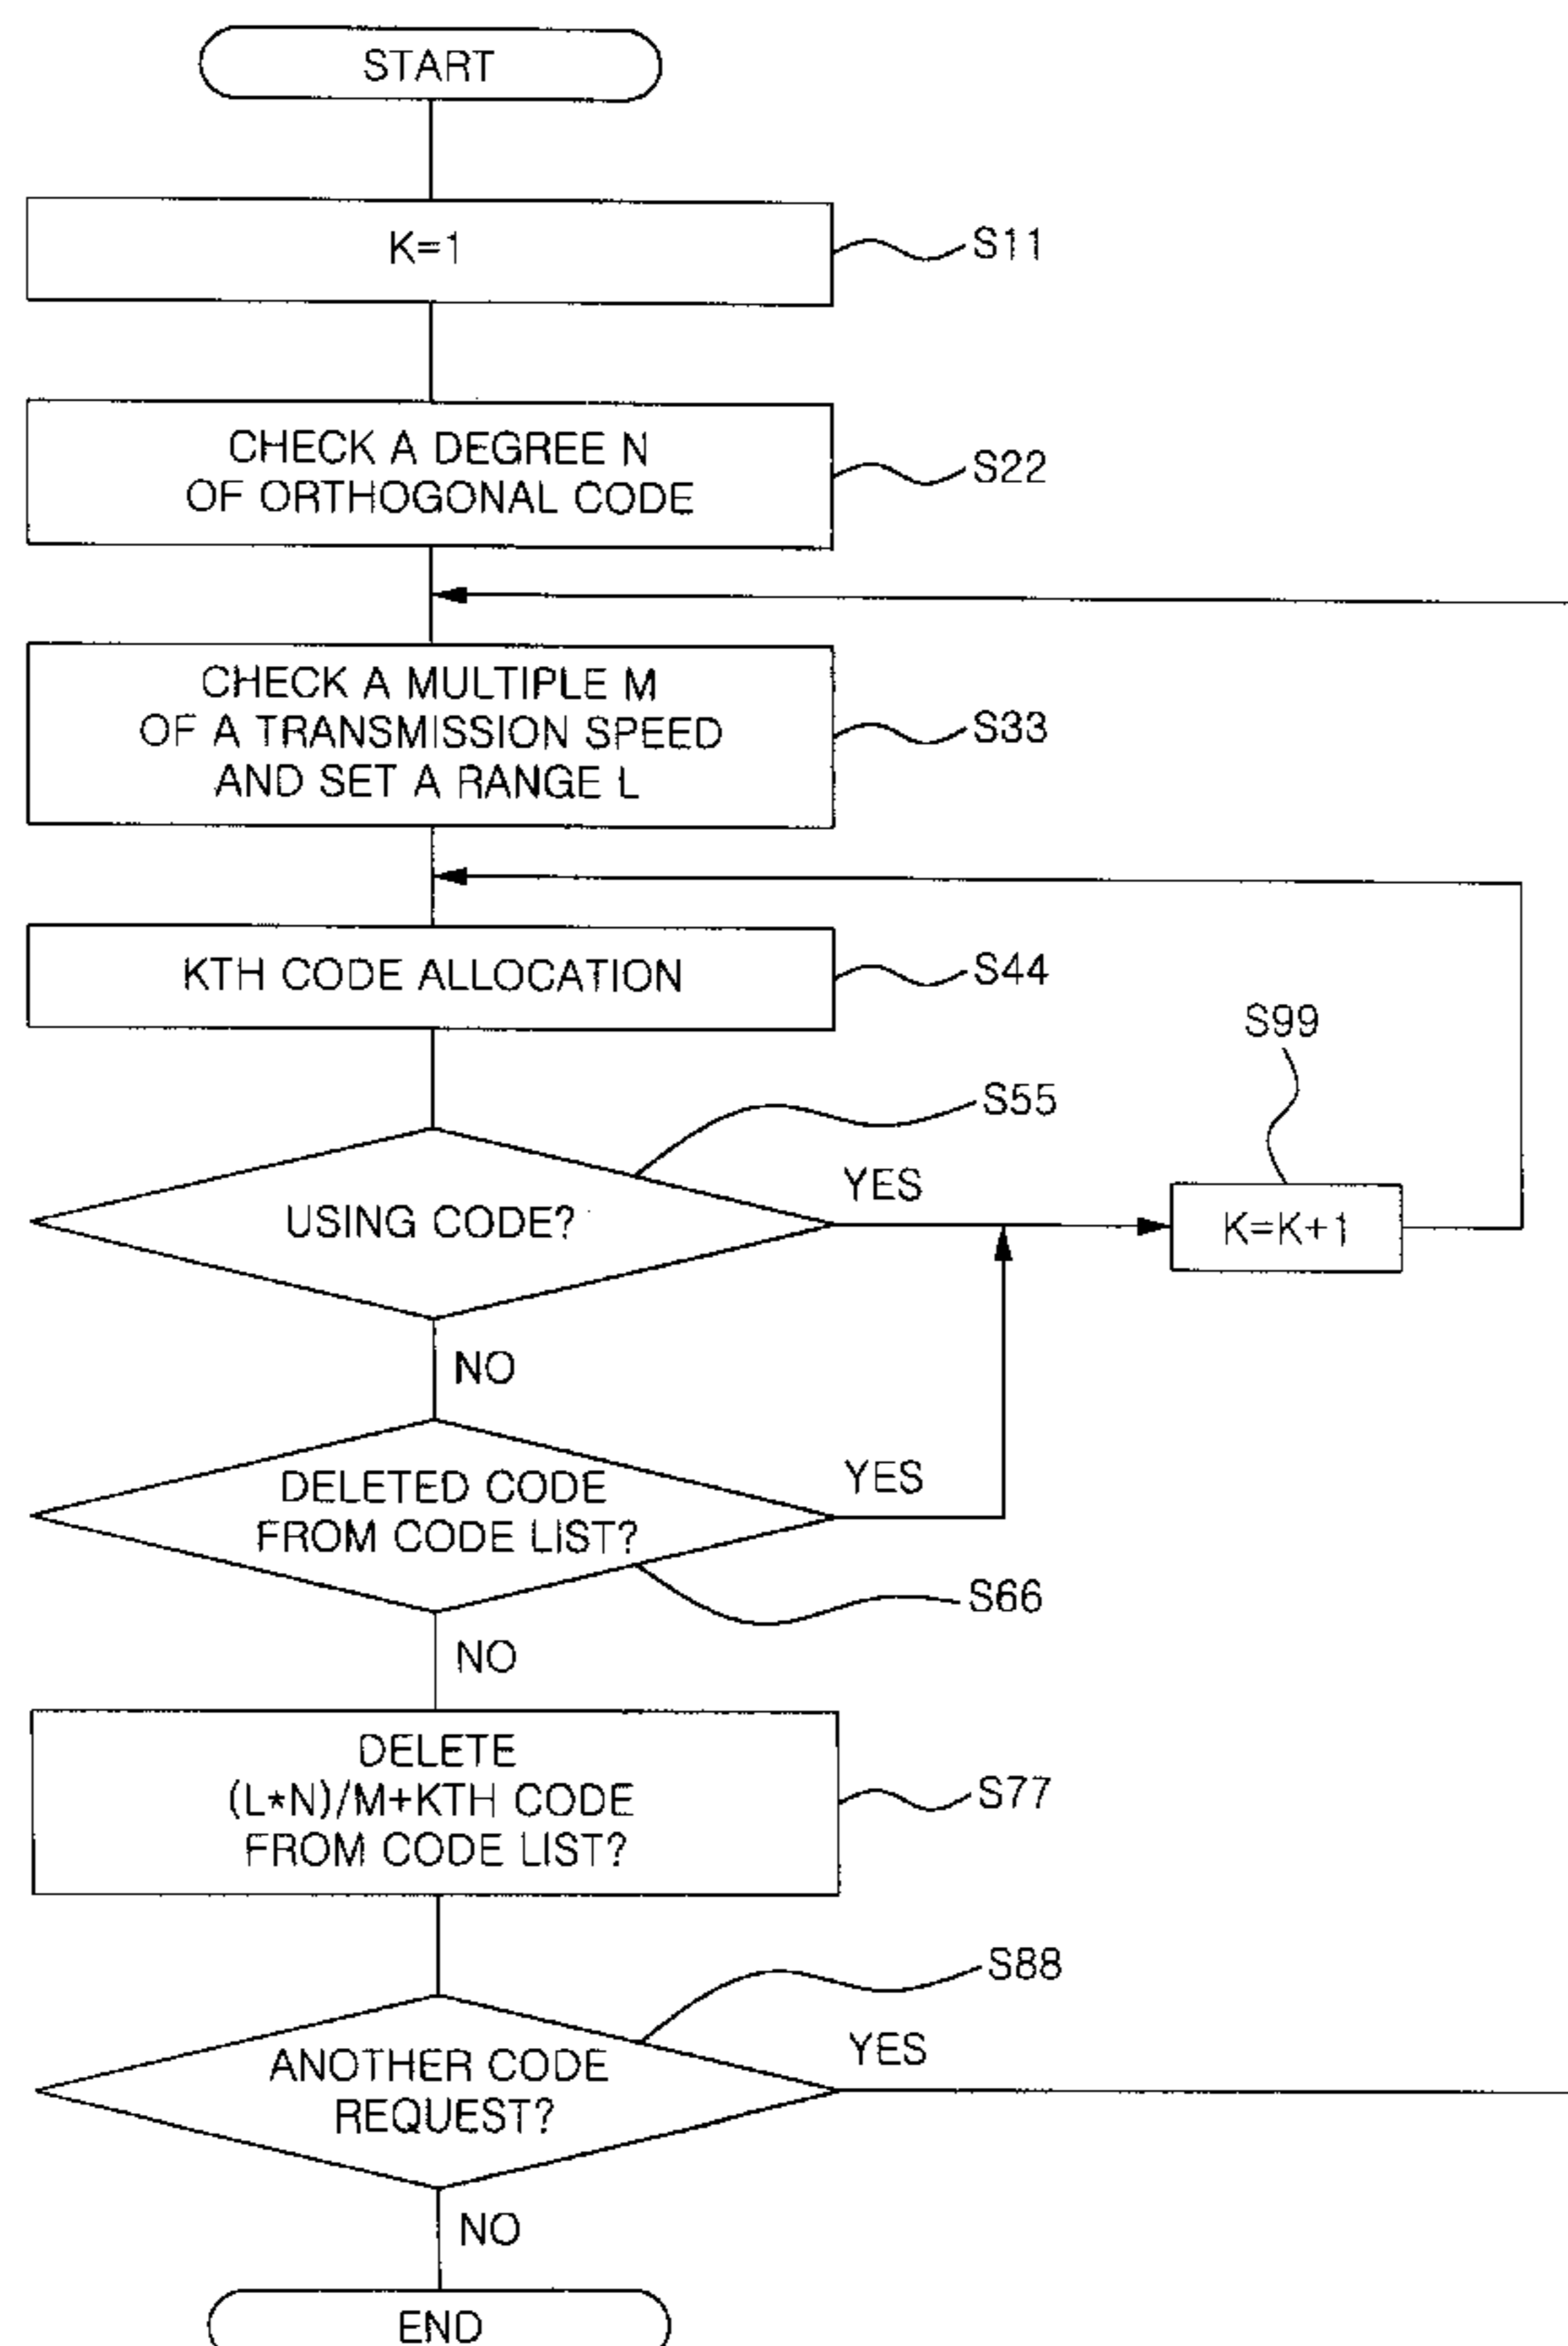 START
K=1
S11
CHECK A DEGREE N
OF ORTHOGONAL CODE
S22
CHECK A MULTIPLE M
OF A TRANSMISSION SPEED
AND SET A RANGE L
S33
KTH CODE ALLOCATION
S44
S99
S55
USING CODE?
YES
K=K+1
NO
DELETED CODE
FROM CODE LIST?
YES
S66
NO
DELETE
(L*N)/M+KTH CODE
FROM CODE LIST?
S77
S88
ANOTHER CODE
REQUEST?
YES
NO
END